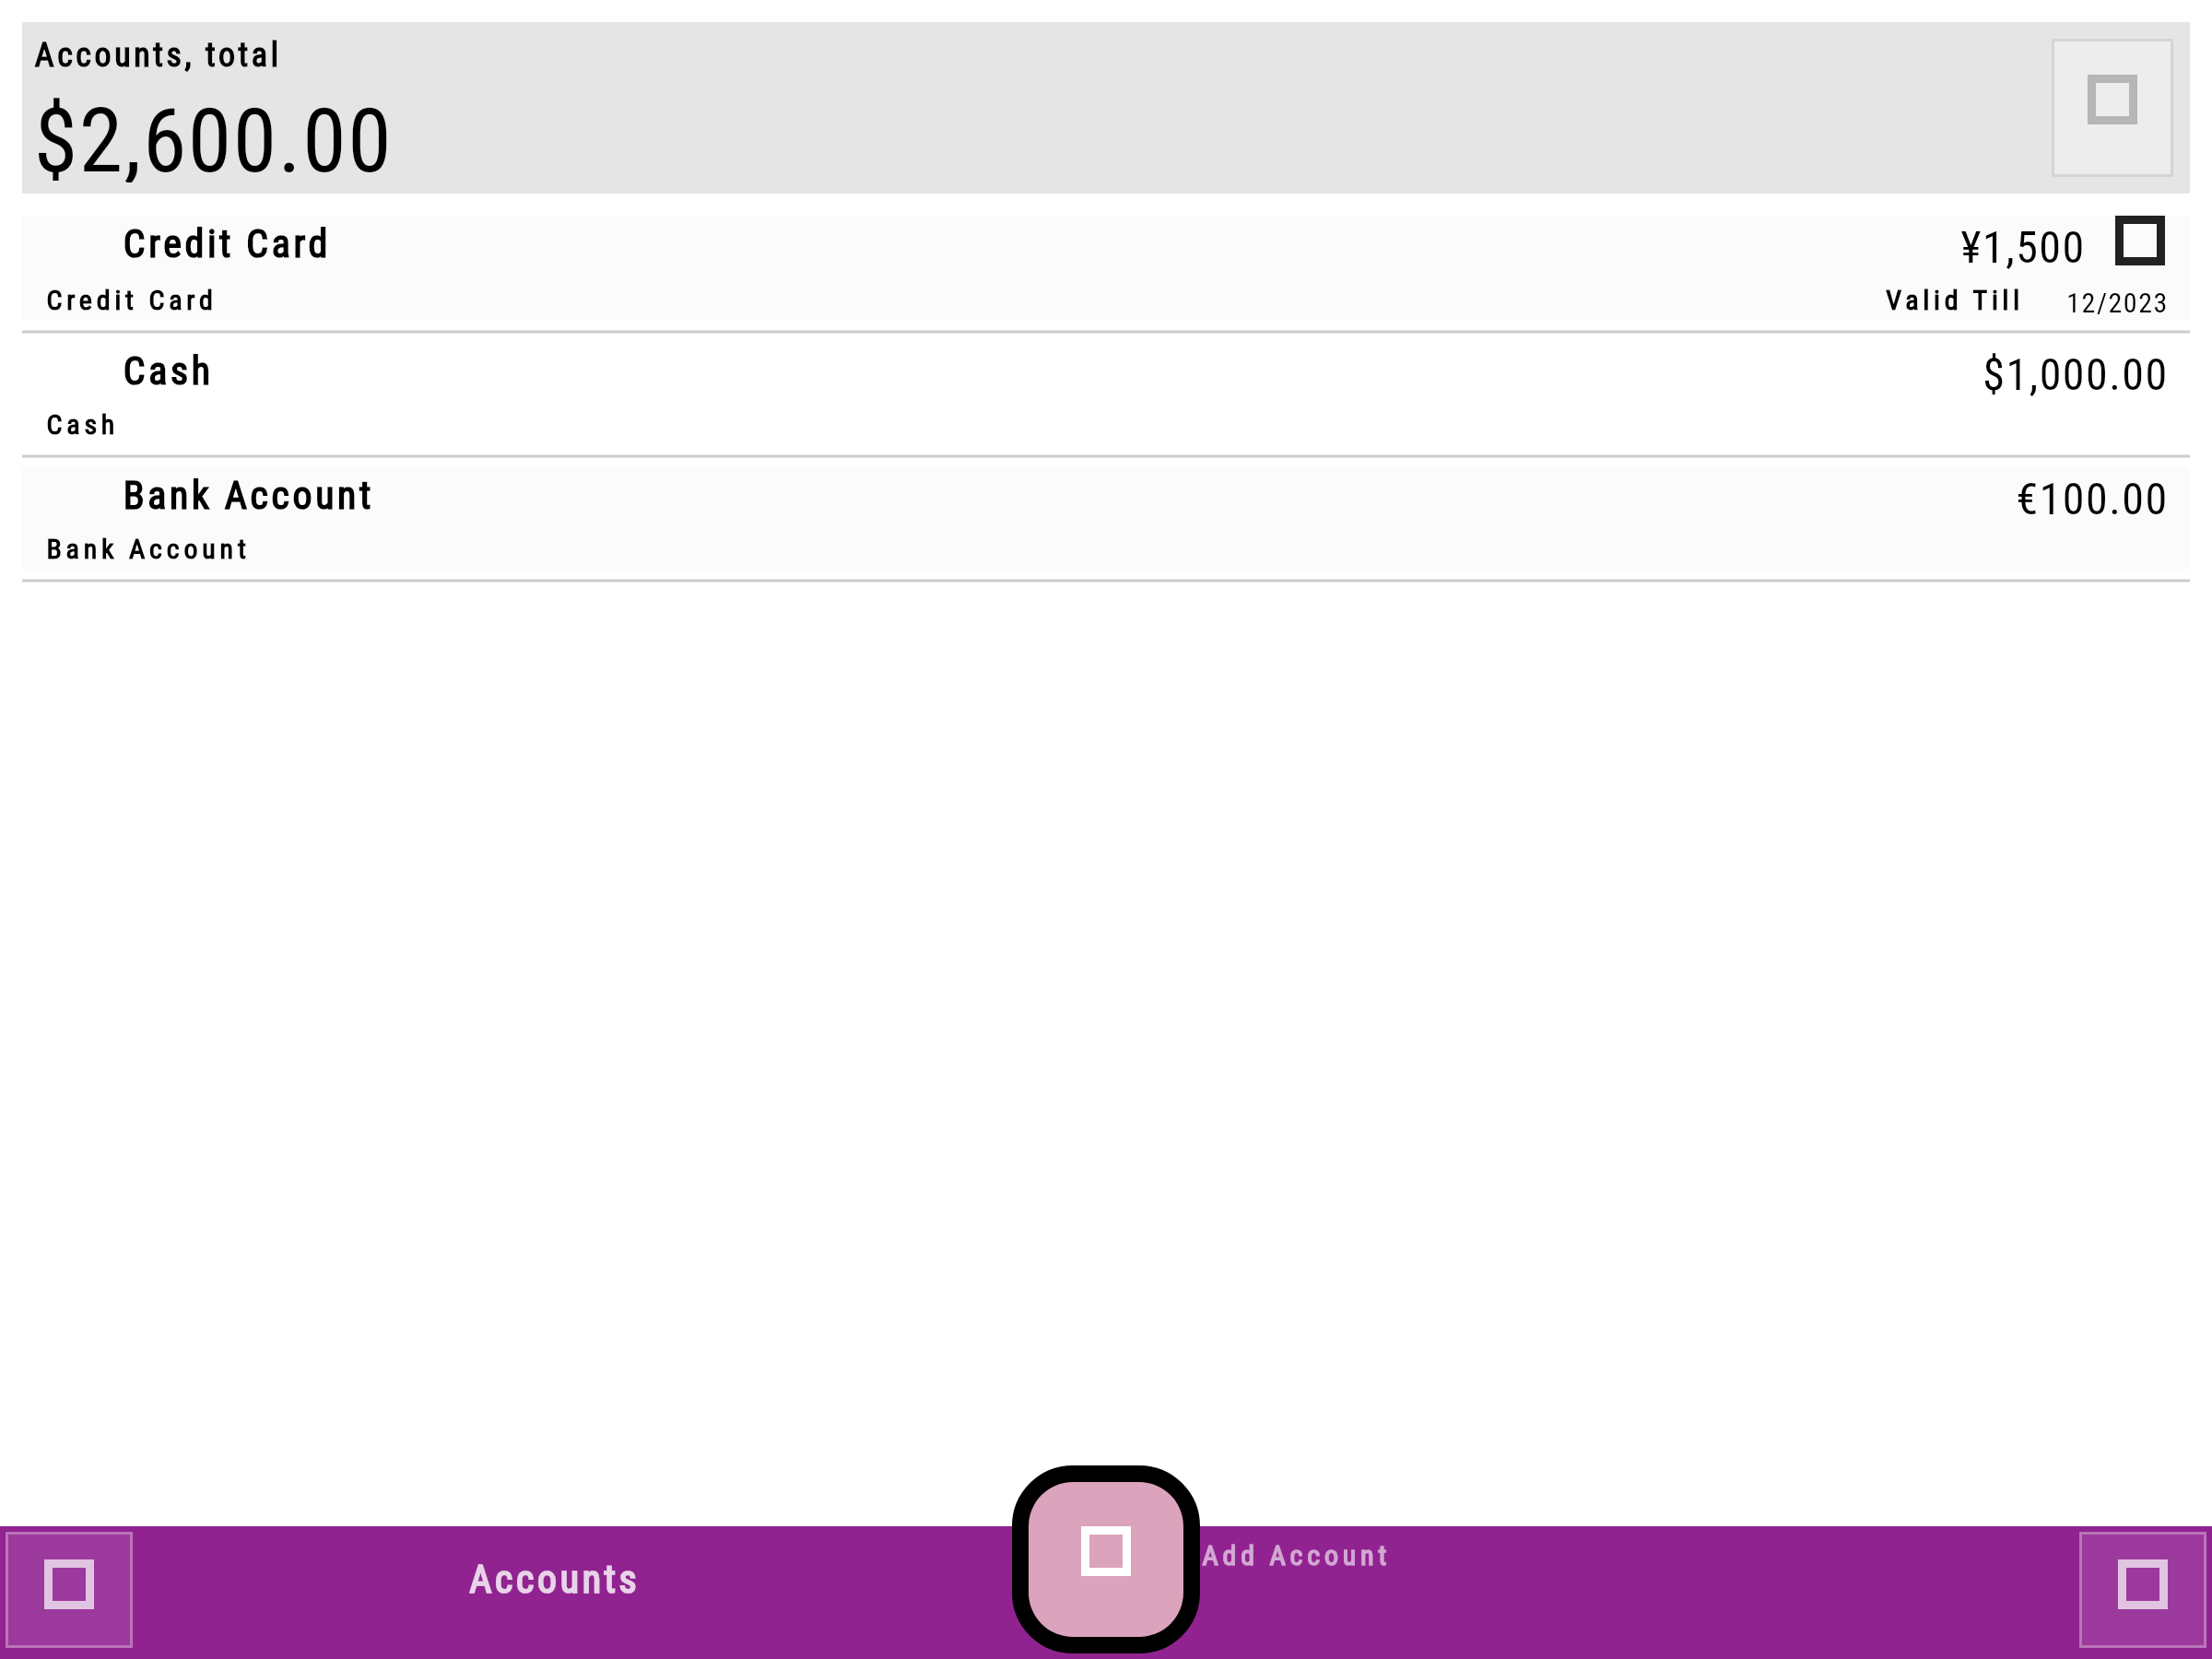 Accounts, total
$2,600.00
Credit Card
¥1,500
Credit Card
Valid Till 12/2023
Cash
$1,000.00
Cash
Bank Account
€100.00
Bank Account
Accounts
Add Account